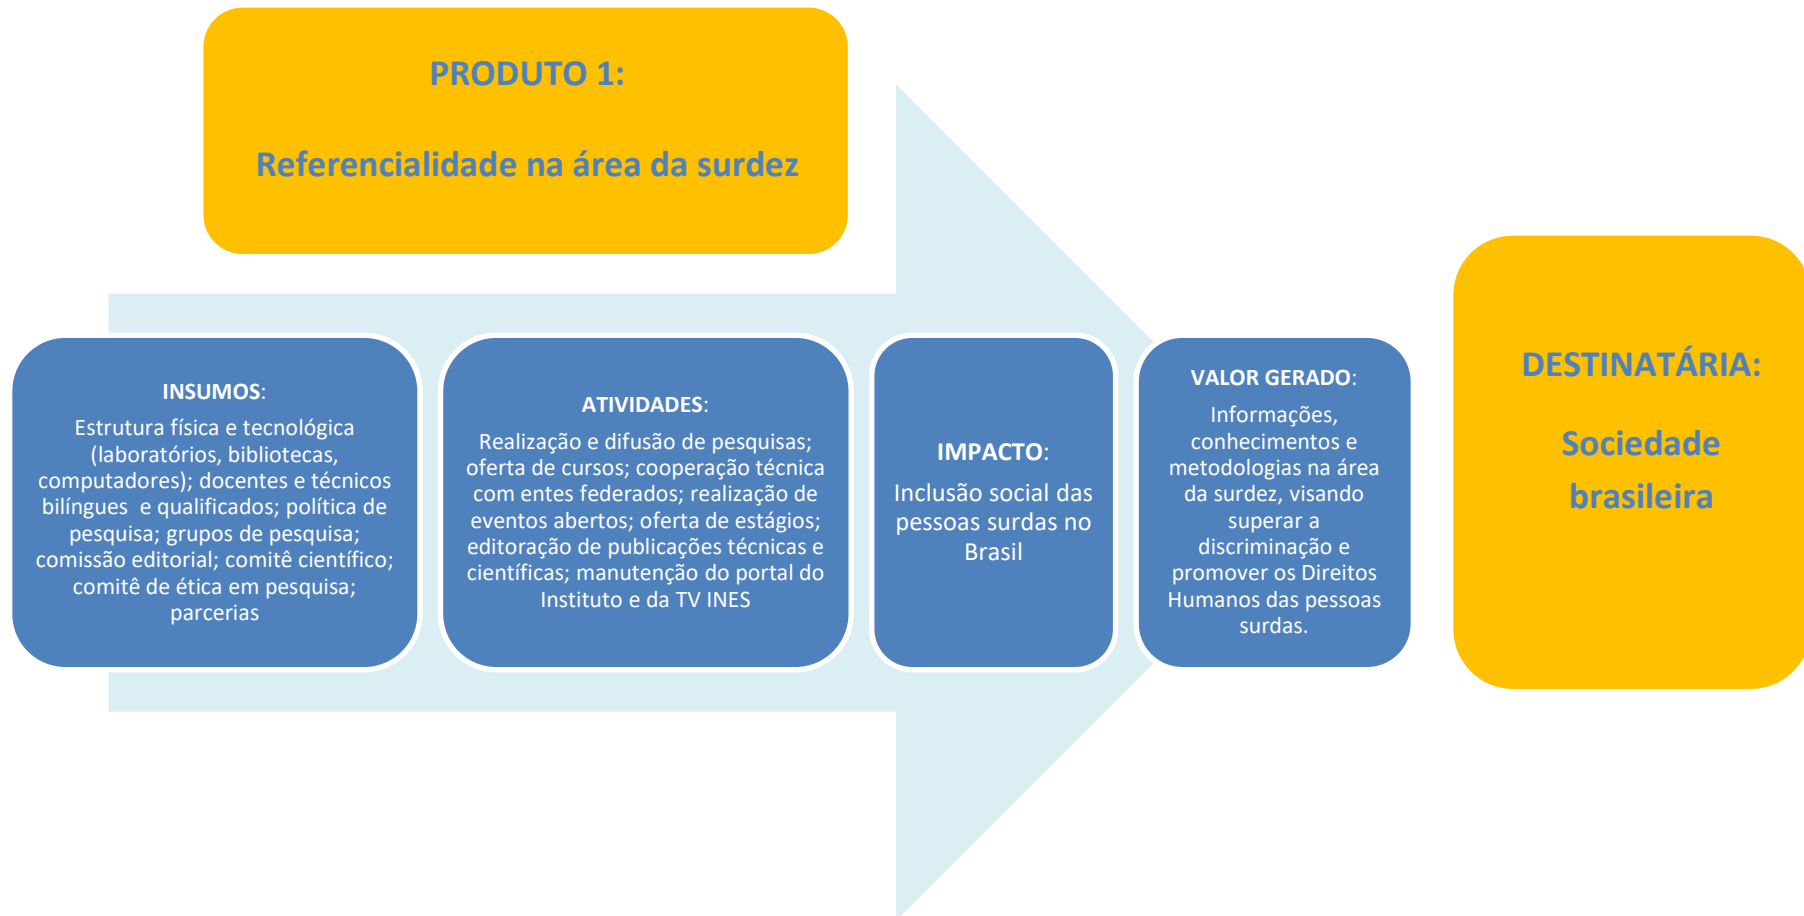 PRODUTO 1:
Referencialidade na área da surdez
INSUMOS:
Estrutura física e tecnológica
(laboratórios, bibliotecas,
computadores); docentes e técnicos
bilíngues e qualificados; política de
pesquisa; grupos de pesquisa;
comissão editorial; comitê científico;
comitê de ética em pesquisa;
parcerias
ATIVIDADES:
Realização e difusão de pesquisas;
oferta de cursos; cooperação técnica
com entes federados; realização de
eventos abertos; oferta de estágios;
editoração de publicações técnicas e
científicas; manutenção do portal do
Instituto e da TV INES
IMPACTO:
Inclusão social das
pessoas surdas no
Brasil
VALOR GERADO:
Informações,
conhecimentos e
metodologias na área
da surdez, visando
superar a
discriminação e
promover os Direitos
Humanos das pessoas
surdas.
DESTINATÁRIA:
Sociedade
brasileira